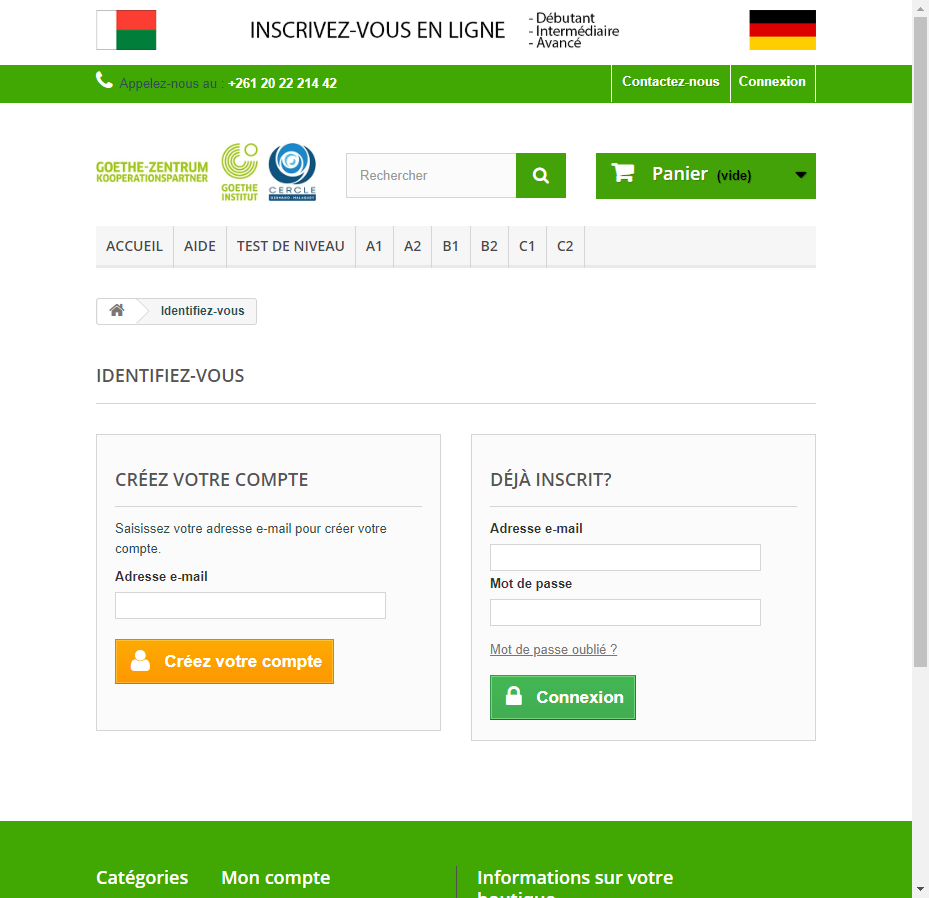 INSCRIVEZ-VOUS EN LIGNE
- Débutant
- Intermédiaire
- Avancé
Appelez-nous au : +261 20 22 214 42
Contactez-nous
Connexion
GOETHE-ZENTRUM
KOOPERATIONSPARTNER
GOETHE
INSTITUT
CERCLE
GERMANO - MALAGASY
Rechercher
Panier (vide)
ACCUEIL AIDE TEST DE NIVEAU A1 A2 B1 B2 C1 C2
Identifiez-vous
IDENTIFIEZ-VOUS
CRÉEZ VOTRE COMPTE
Saisissez votre adresse e-mail pour créer votre
compte.
Adresse e-mail
Créez votre compte
DÉJÀ INSCRIT?
Adresse e-mail
Mot de passe
Mot de passe oublié ?
Connexion
Catégories
Mon compte
Informations sur votre
boutique